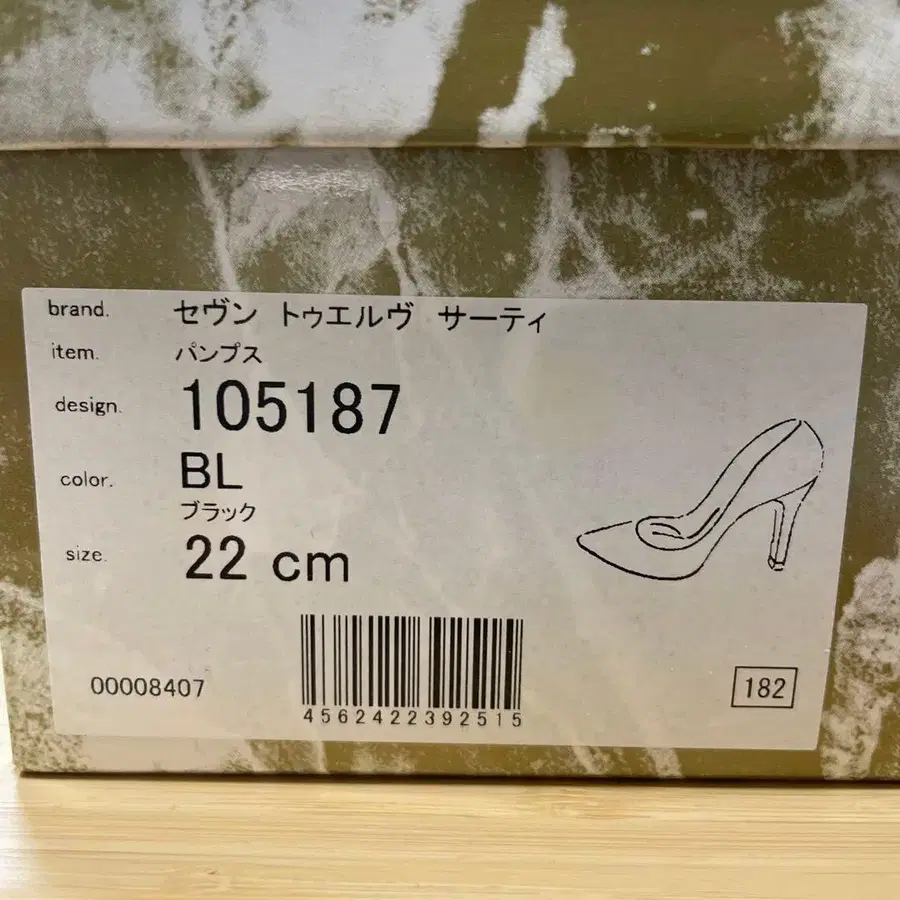 brand. セヴン トゥエルヴ サーティ
item. パンプス
design. 105187
color. BL
ブラック
size. 22 cm
00008407
4562422392515
182